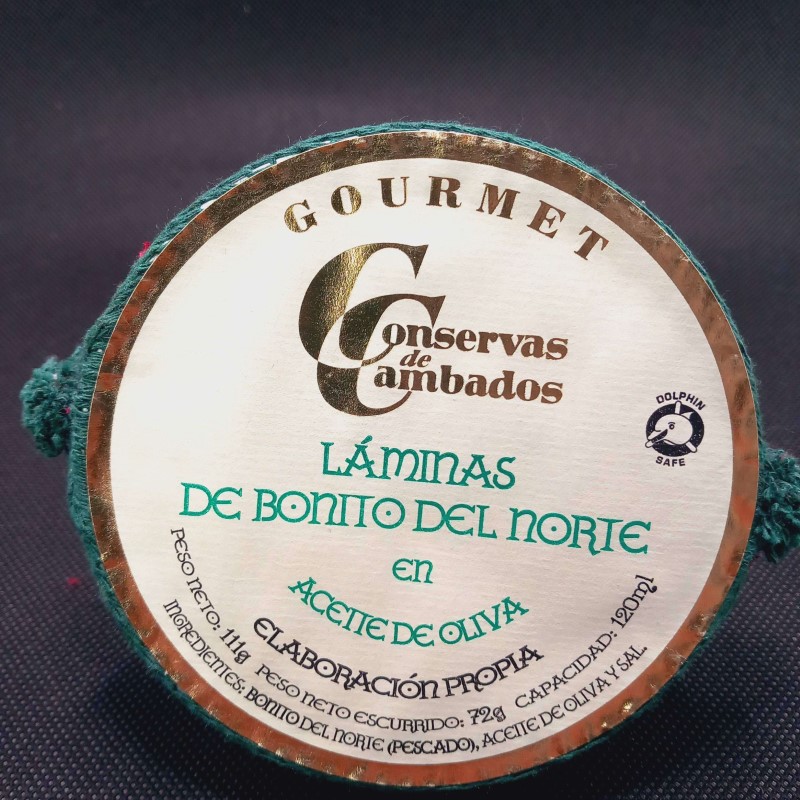 GOURMET
Conservas
de
Cambados
DOLPHIN
SAFE
LÁMINAS
DE BONITO DEL NORTE
EN
ACEITE DE OLIVA
ELABORACIÓN PROPIA
PESO NETO: 111g PESO NETO ESCURRIDO: 72g CAPACIDAD: 120ml
INGREDIENTES: BONITO DEL NORTE (PESCADO), ACEITE DE OLIVA Y SAL.